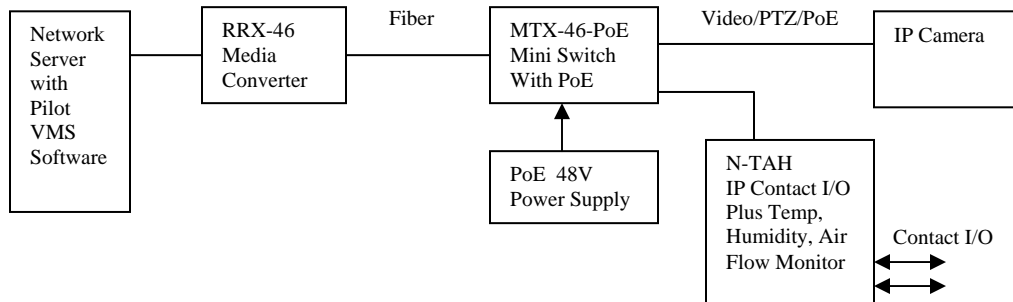 Network
Server
with
Pilot
VMS
Software
RRX-46
Media
Converter
Fiber
MTX-46-PoE
Mini Switch
With PoE
Video/PTZ/PoE
IP Camera
PoE 48V
Power Supply
N-TAH
IP Contact I/O
Plus Temp,
Humidity, Air
Flow Monitor
Contact I/O